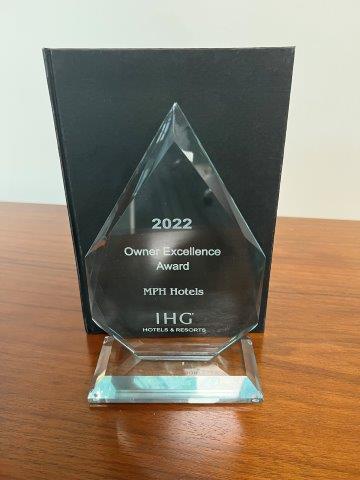 2022
Owner Excellence
Award
MPH Hotels
IHG®
HOTELS & RESORTS